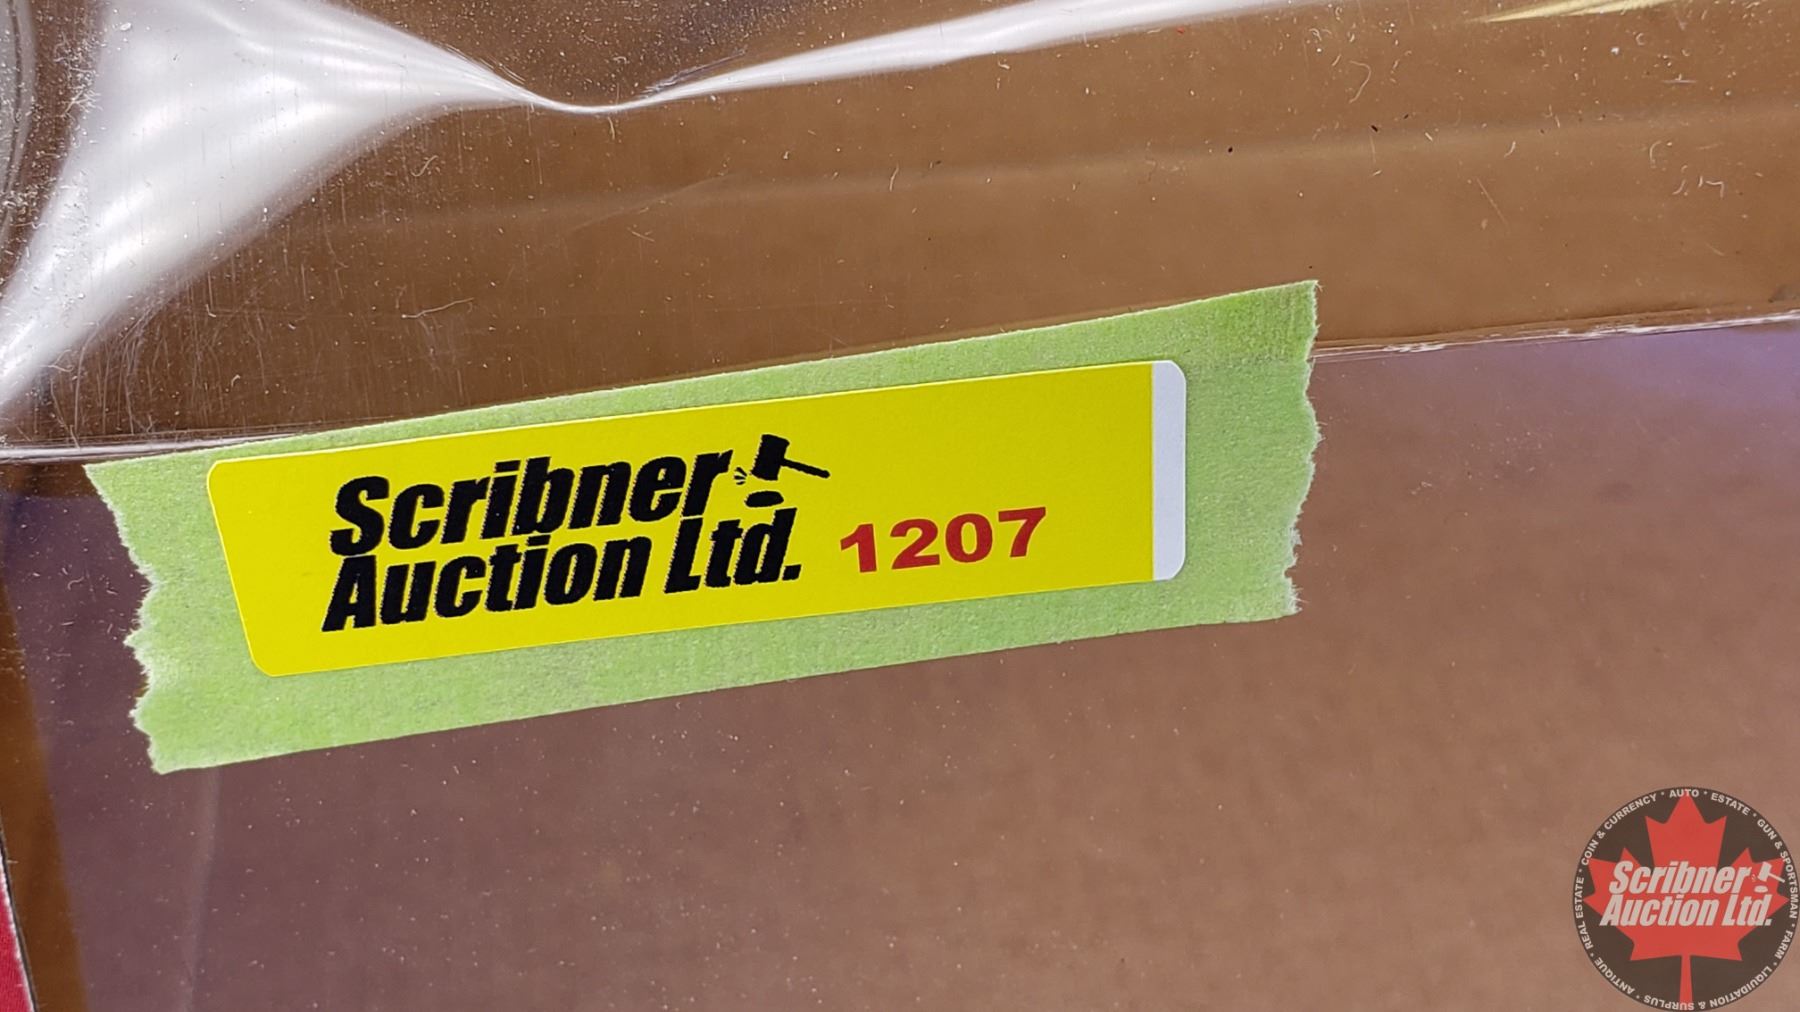 Scribner
Auction Ltd. 1207
COIN & CURRENCY * AUTO * ESTATE * GUN & SPORTSMAN * FARM * LIQUIDATION & SURPLUS * ANTIQUE * REAL ESTATE *
Scribner
Auction Ltd.